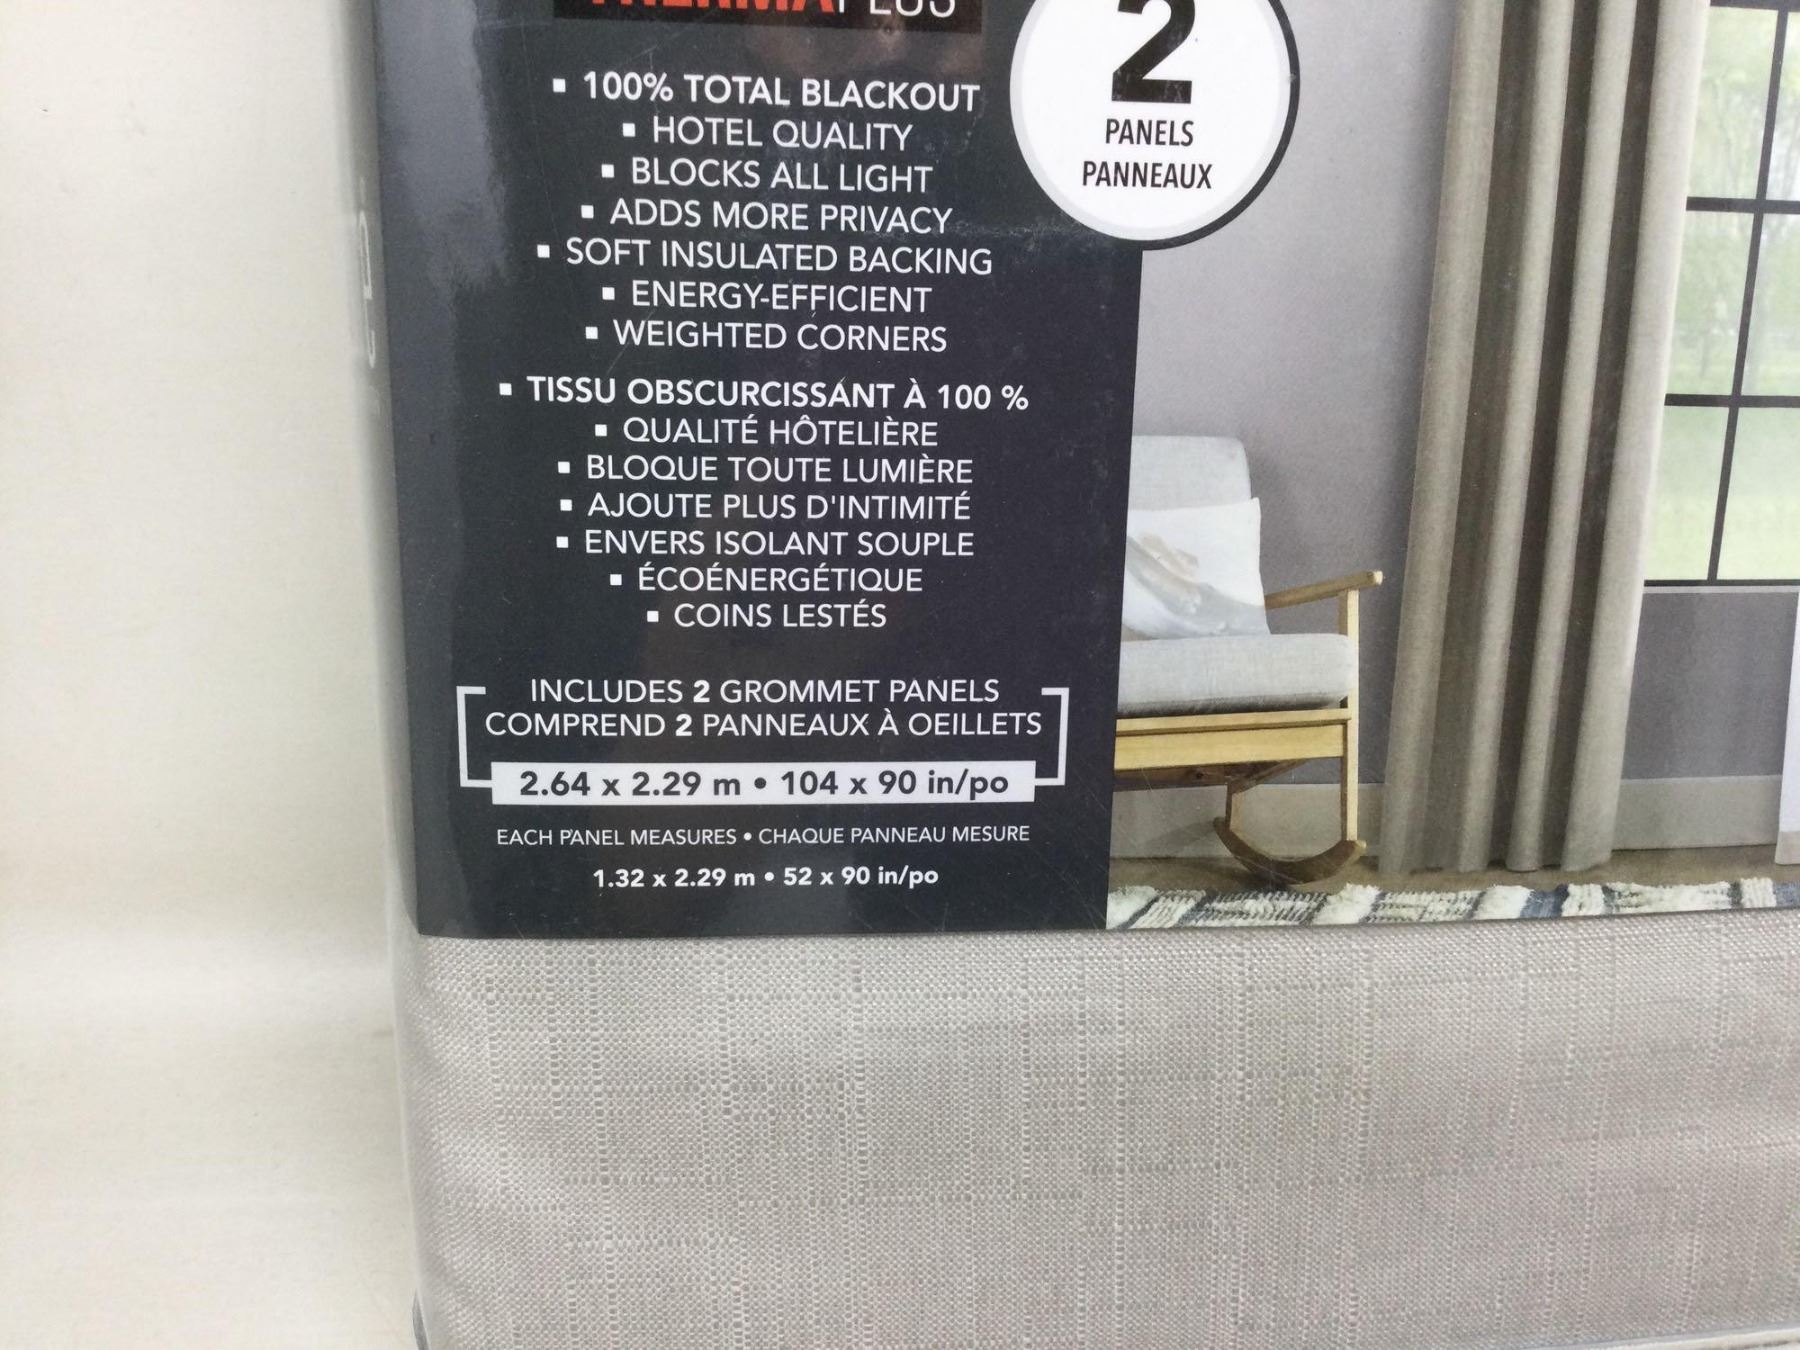 THERMAPLUS
2
PANELS
PANNEAUX
▪ 100% TOTAL BLACKOUT
▪ HOTEL QUALITY
▪ BLOCKS ALL LIGHT
▪ ADDS MORE PRIVACY
▪ SOFT INSULATED BACKING
▪ ENERGY-EFFICIENT
▪ WEIGHTED CORNERS
▪ TISSU OBSCURCISSANT À 100 %
▪ QUALITÉ HÔTELIÈRE
▪ BLOQUE TOUTE LUMIÈRE
▪ AJOUTE PLUS D'INTIMITÉ
▪ ENVERS ISOLANT SOUPLE
▪ ÉCOÉNERGÉTIQUE
▪ COINS LESTÉS
INCLUDES 2 GROMMET PANELS
COMPREND 2 PANNEAUX À OEILLETS
2.64 x 2.29 m • 104 x 90 in/po
EACH PANEL MEASURES • CHAQUE PANNEAU MESURE
1.32 x 2.29 m • 52 x 90 in/po